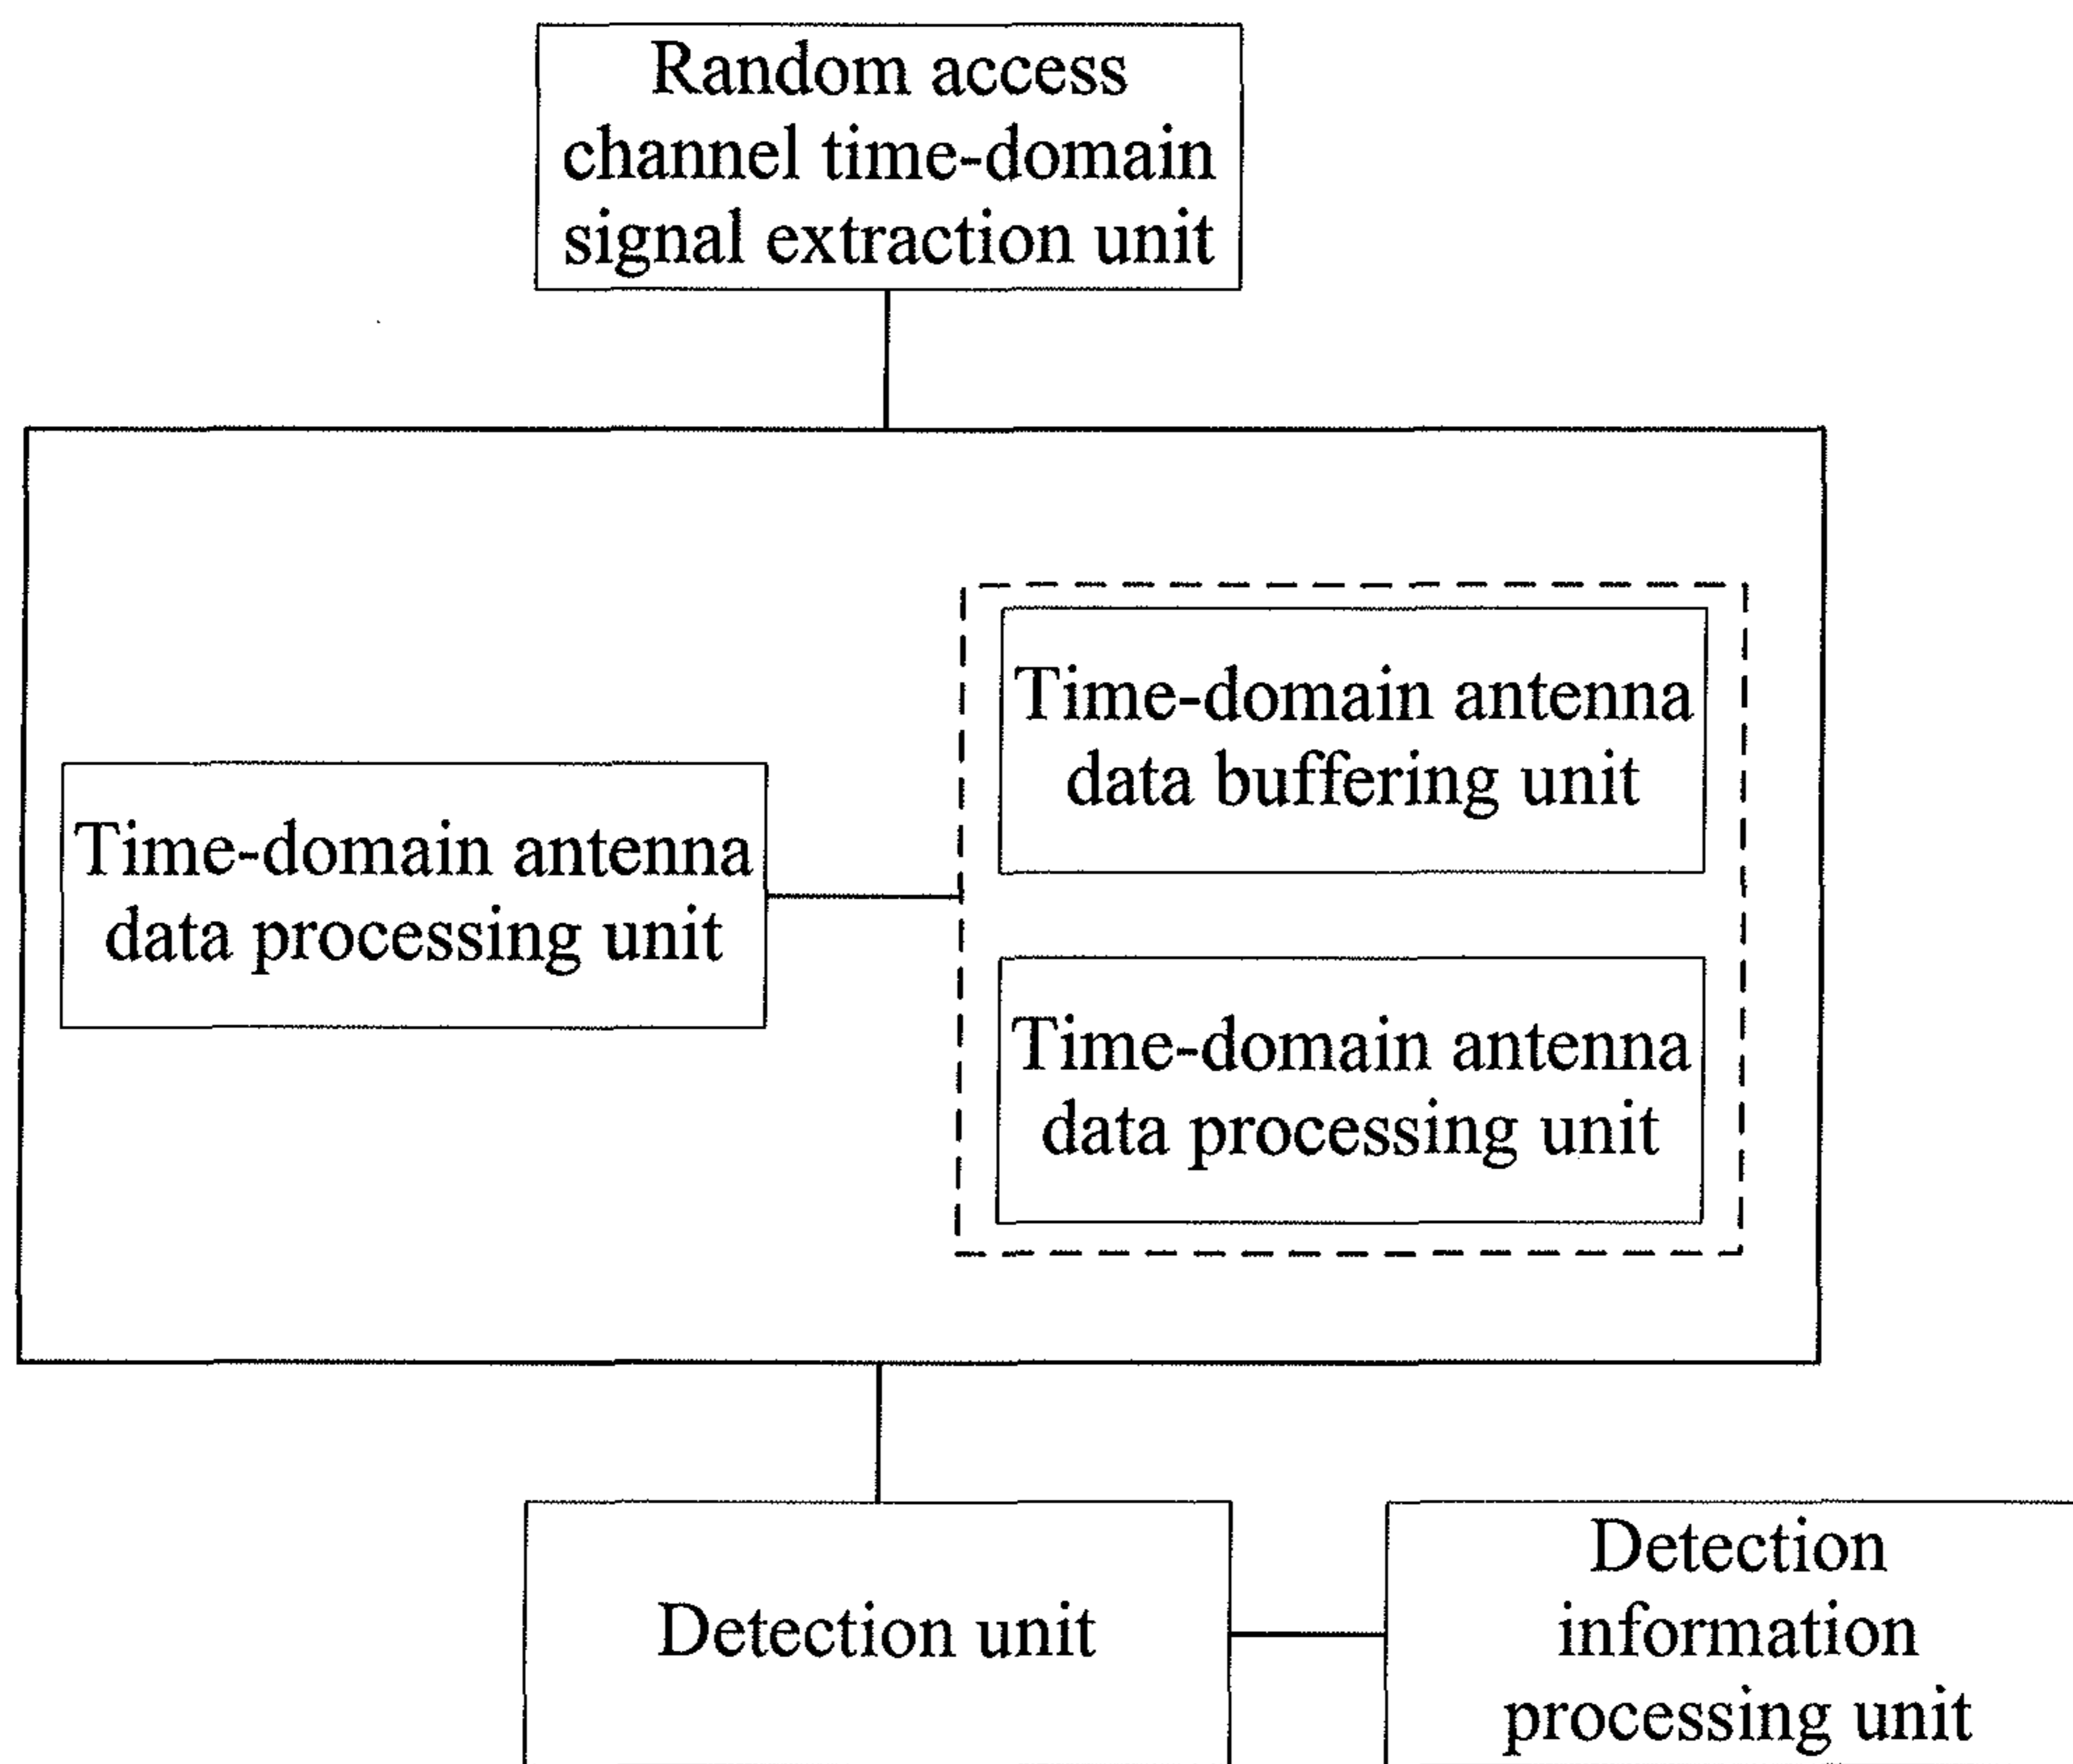 Random access
channel time-domain
signal extraction unit
Time-domain antenna
data buffering unit
Time-domain antenna
data processing unit
Time-domain antenna
data processing unit
Detection unit
Detection
information
processing unit